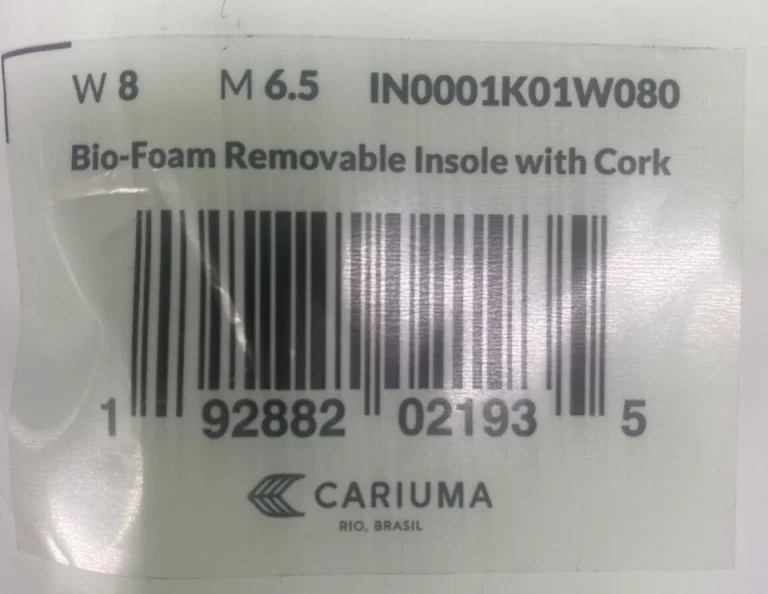 W 8 M 6.5 IN0001K01W080
Bio-Foam Removable Insole with Cork
1 92882 02193 5
CARIUMA
RIO, BRASIL